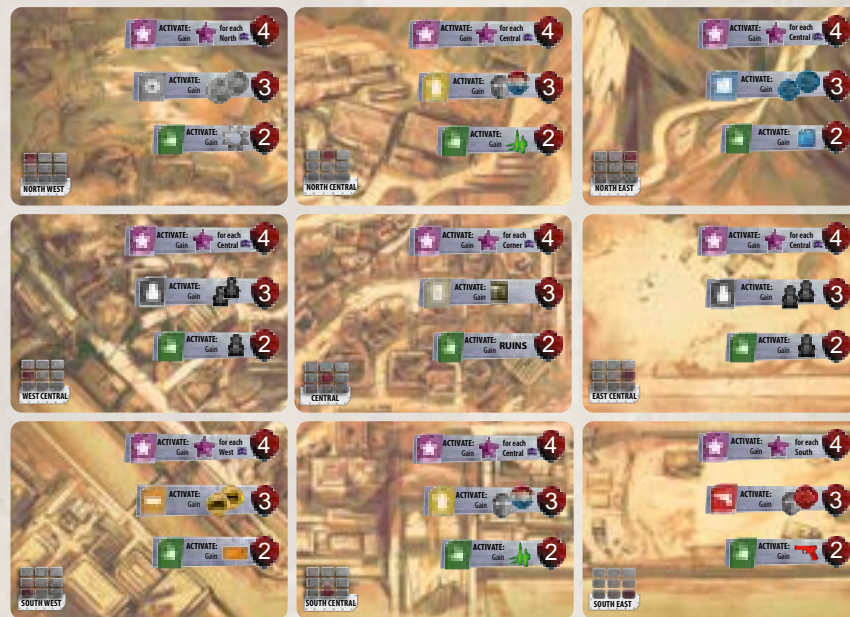 ACTIVATE: for each 4
Gain North
ACTIVATE: 3
Gain
ACTIVATE: 2
Gain
NORTH WEST
ACTIVATE: for each 4
Gain Central
ACTIVATE: 3
Gain
ACTIVATE: 2
Gain
NORTH CENTRAL
ACTIVATE: for each 4
Gain Central
ACTIVATE: 3
Gain
ACTIVATE: 2
Gain
NORTH EAST
ACTIVATE: for each 4
Gain Central
ACTIVATE: 3
Gain
ACTIVATE: 2
Gain
WEST CENTRAL
ACTIVATE: for each 4
Gain Corner
ACTIVATE: 3
Gain
ACTIVATE: RUINS 2
Gain
CENTRAL
ACTIVATE: for each 4
Gain Central
ACTIVATE: 3
Gain
ACTIVATE: 2
Gain
EAST CENTRAL
ACTIVATE: for each 4
Gain West
ACTIVATE: 3
Gain
ACTIVATE: 2
Gain
SOUTH WEST
ACTIVATE: for each 4
Gain Central
ACTIVATE: 3
Gain
ACTIVATE: 2
Gain
SOUTH CENTRAL
ACTIVATE: for each 4
Gain South
ACTIVATE: 3
Gain
ACTIVATE: 2
Gain
SOUTH EAST